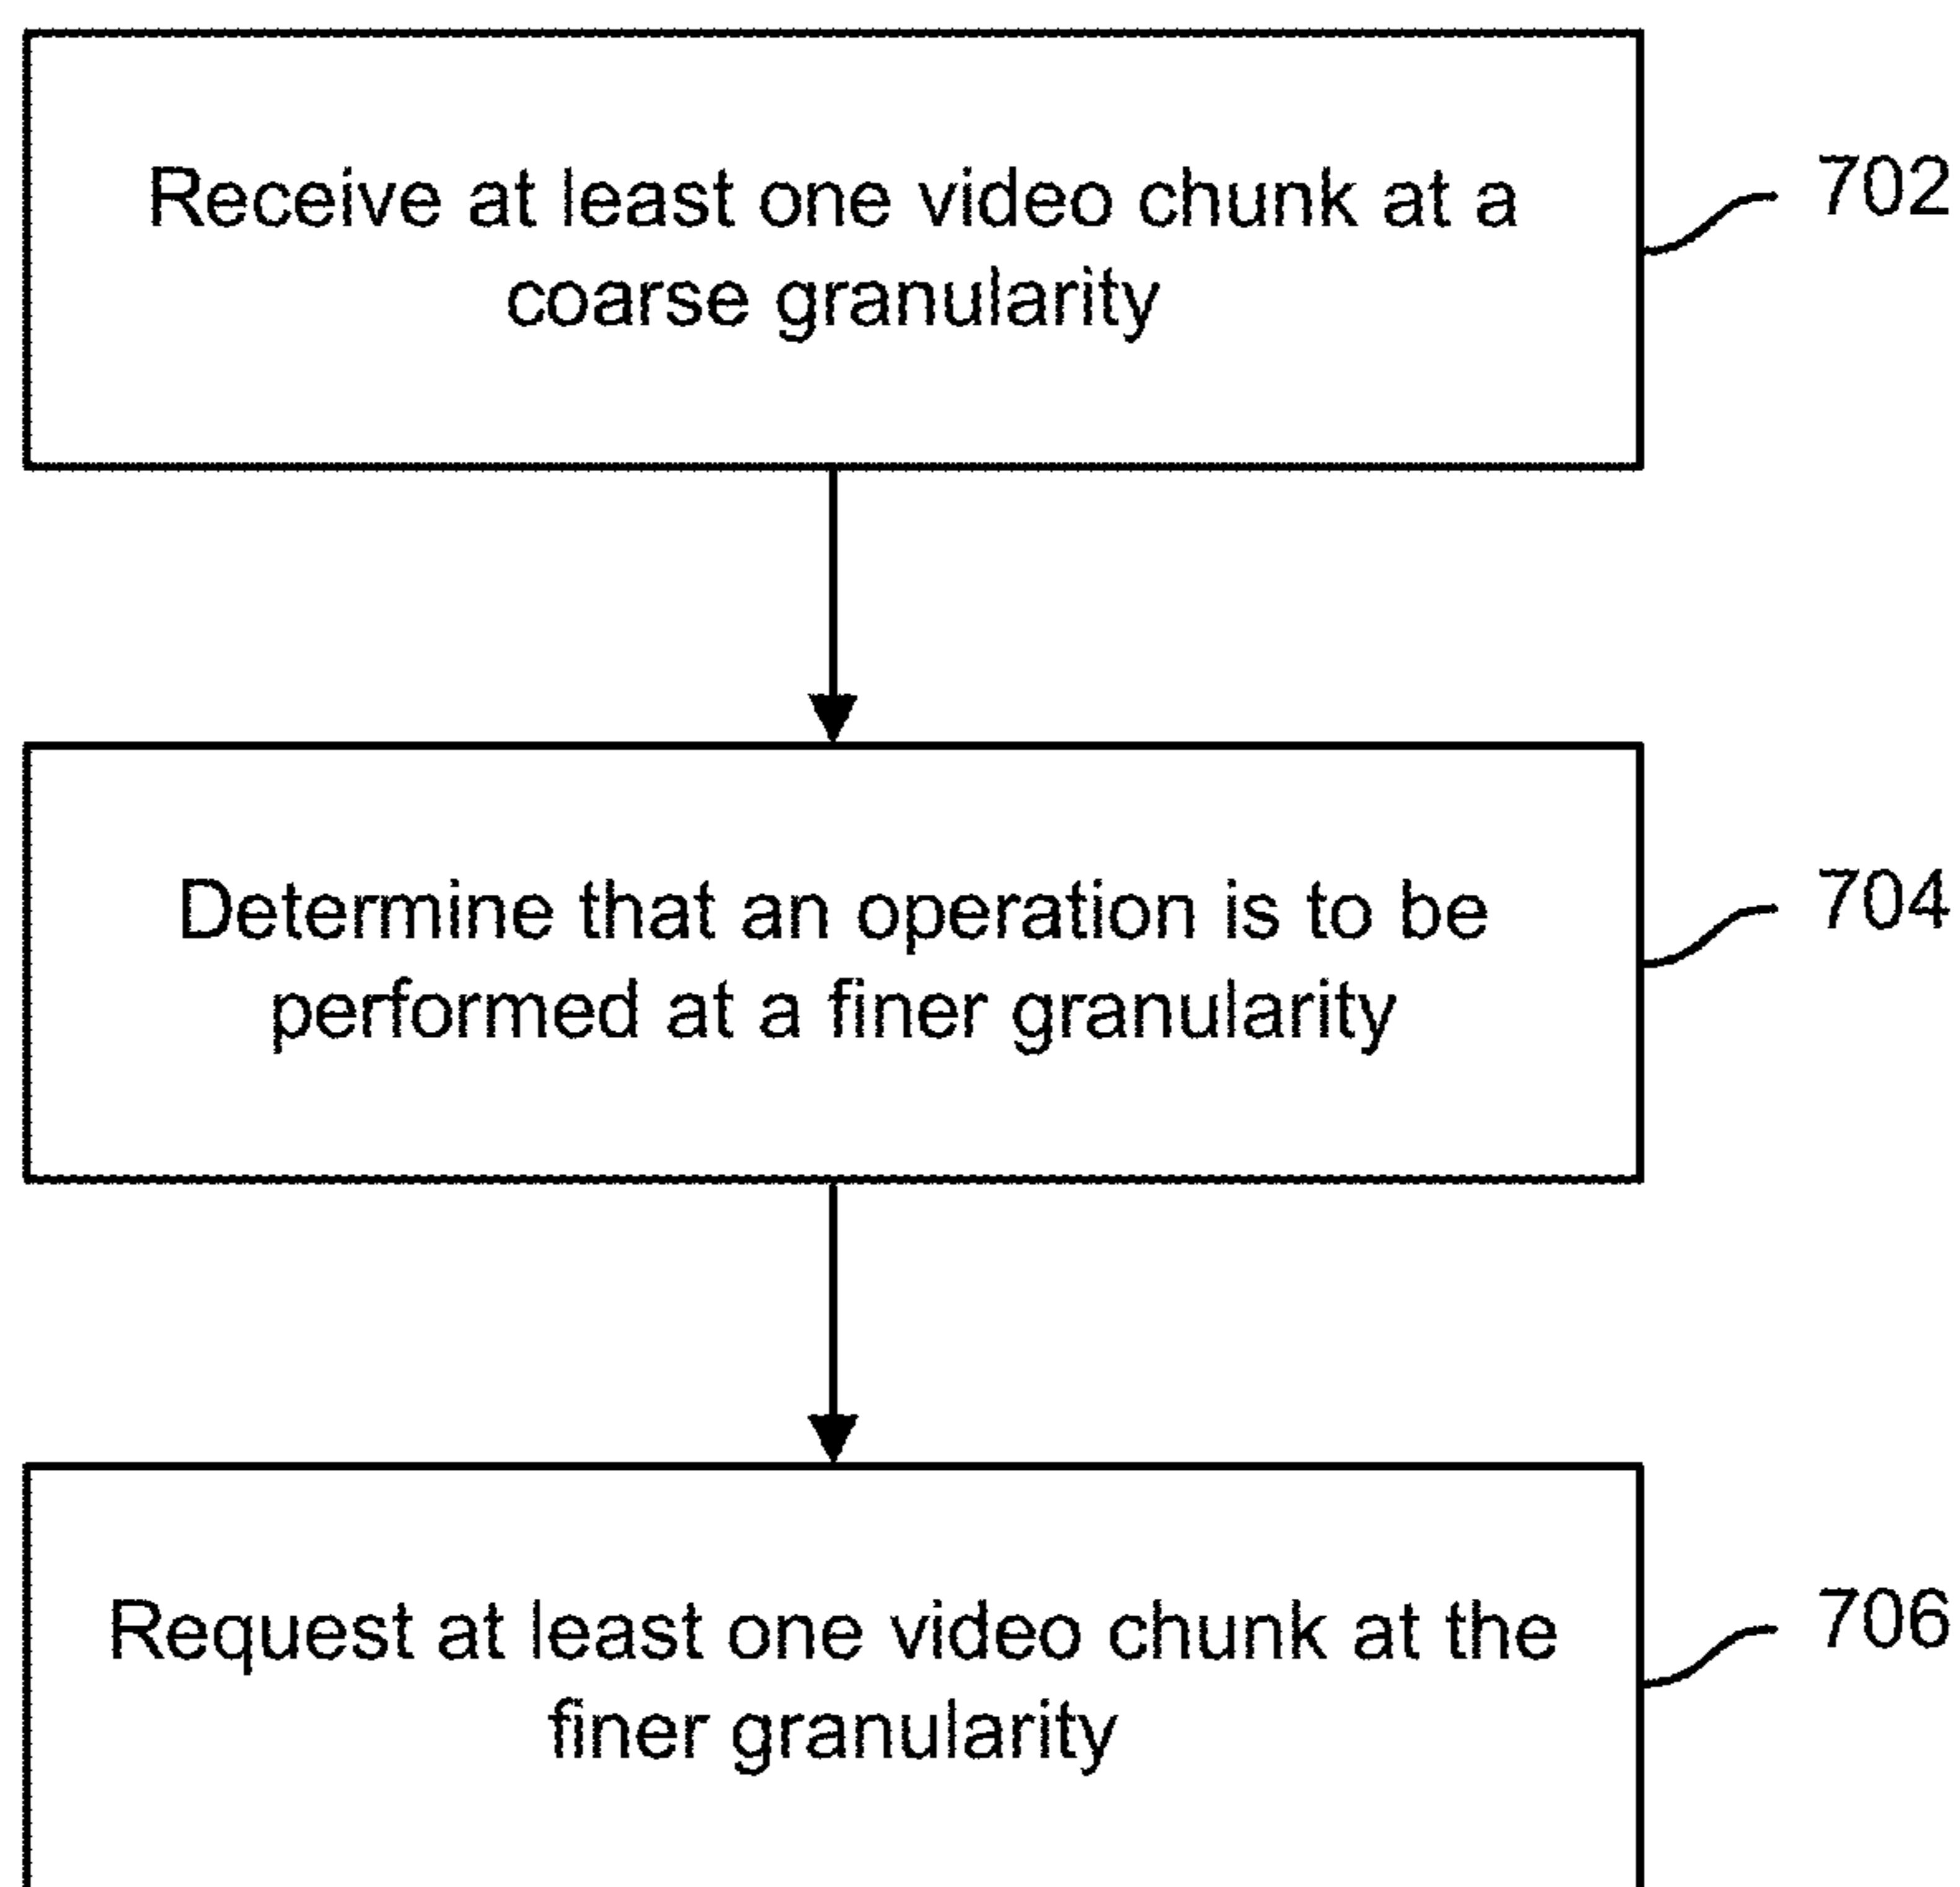 Receive at least one video chunk at a
coarse granularity
702
Determine that an operation is to be
performed at a finer granularity
704
Request at least one video chunk at the
finer granularity
706